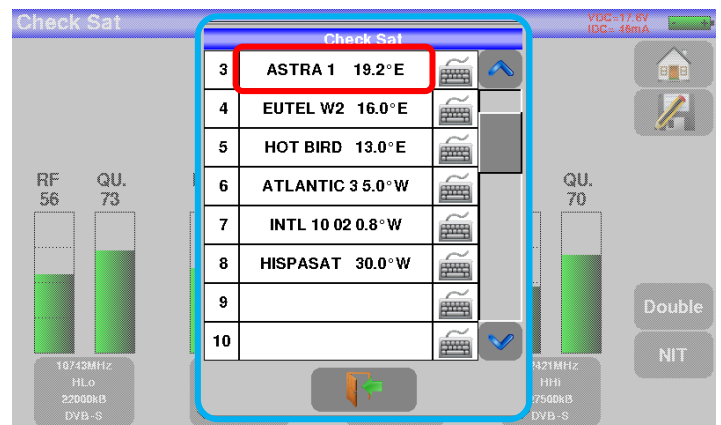 Check Sat
VDC=17.6V
IDC= 46mA
Check Sat
3 ASTRA 1 19.2°E
4 EUTEL W2 16.0°E
5 HOT BIRD 13.0°E
6 ATLANTIC 3 5.0°W
7 INTL 10 02 0.8°W
8 HISPASAT 30.0°W
9
10
RF QU.
56 73
QU.
70
Double
NIT
10743MHz
HLo
22000kB
DVB-S
2421MHz
HHi
27500kB
DVB-S